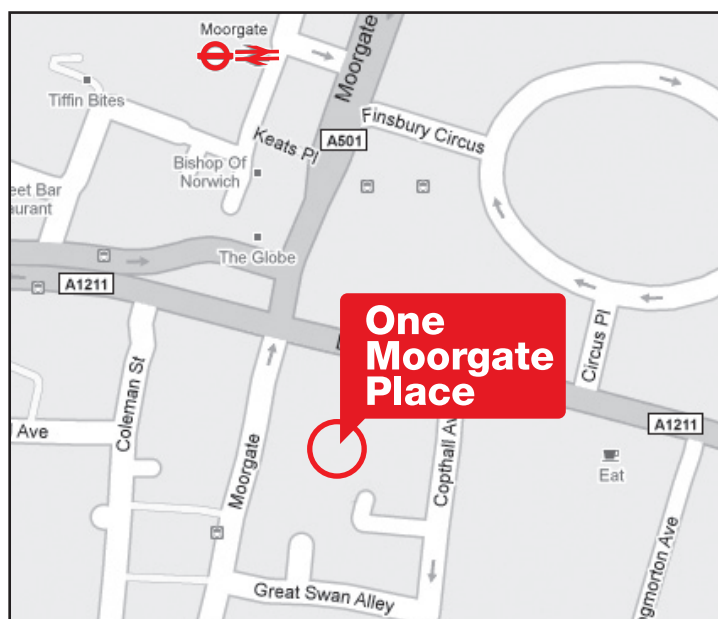 Moorgate
Moorgate
Tiffin Bites
Finsbury Circus
A501
Keats Pl
Bishop Of
Norwich
eet Bar
aurant
The Globe
A1211
One
Moorgate
Place
Circus Pl
Coleman St
l Ave
Moorgate
Copthall Av
A1211
Eat
Great Swan Alley
ogmorton Ave